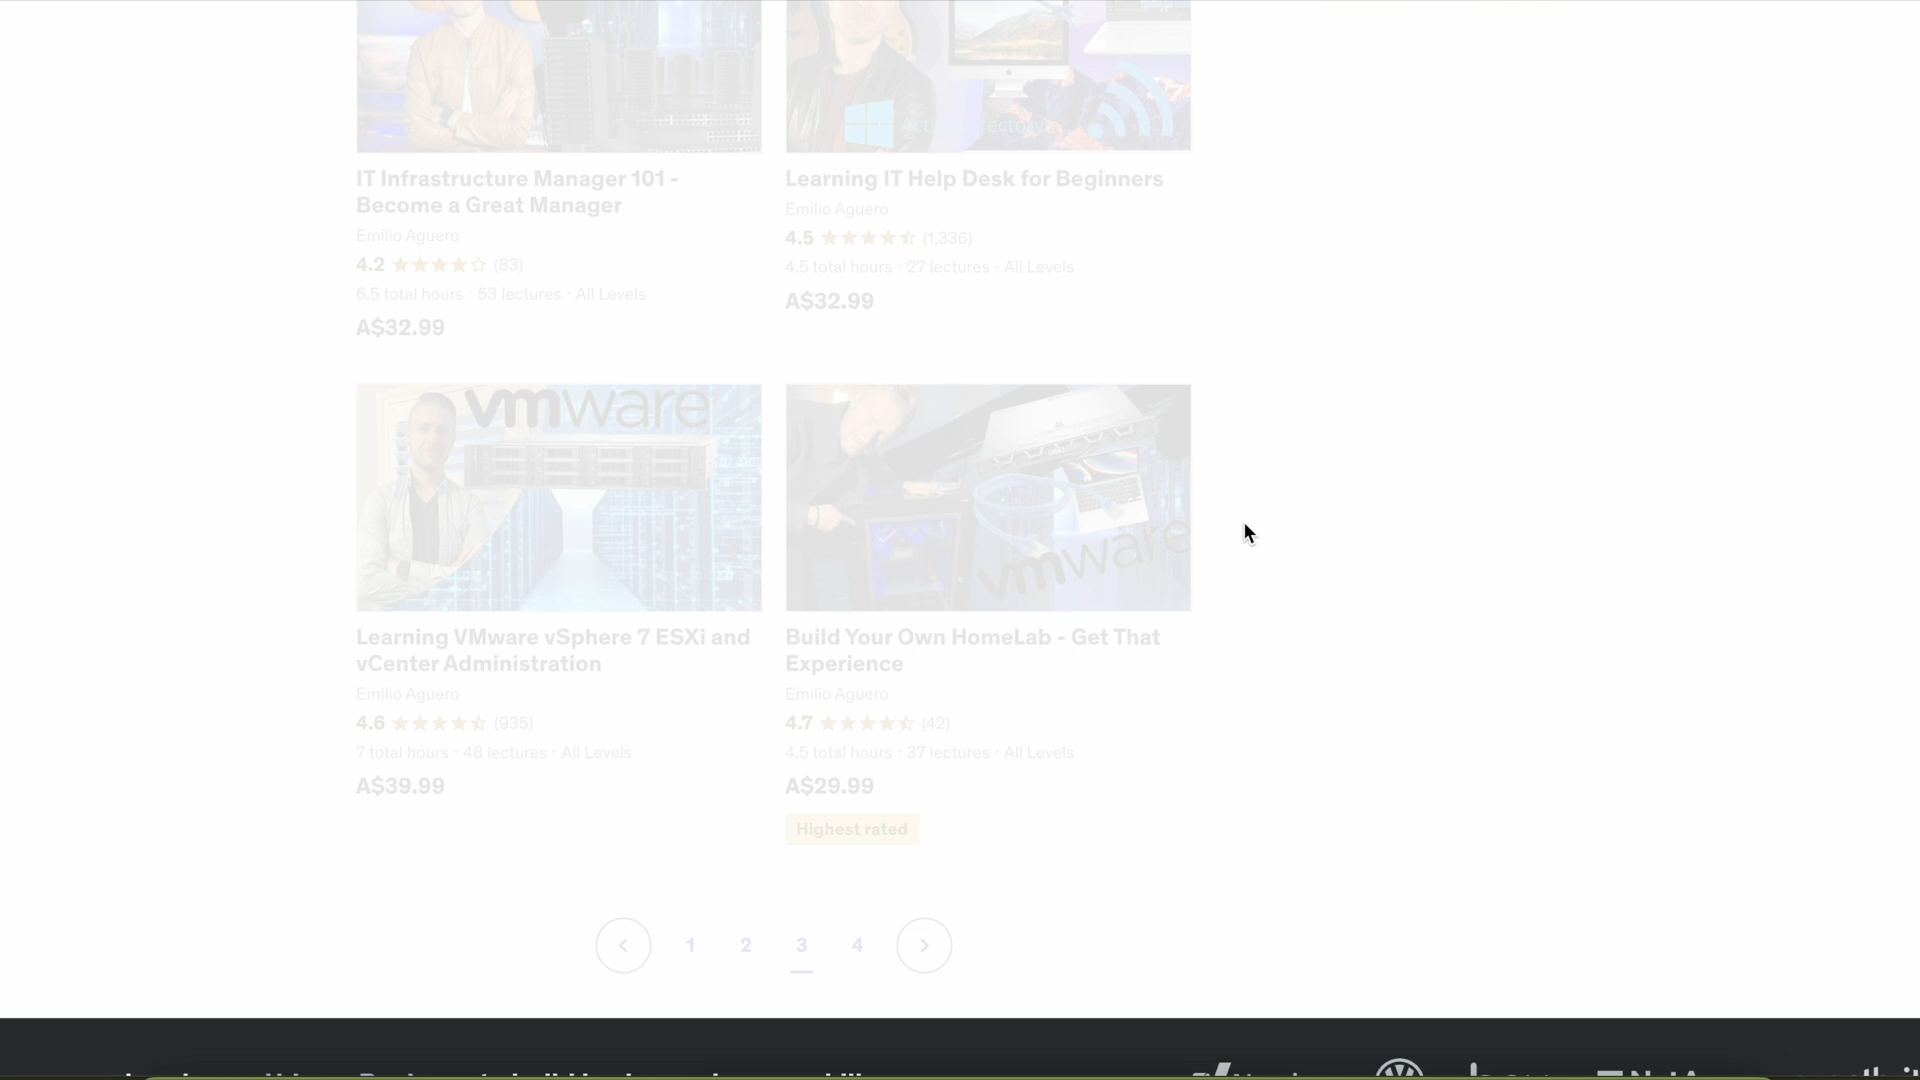 Active Directory
IT Infrastructure Manager 101 -
Become a Great Manager
Emilio Aguero
4.2 (83)
6.5 total hours · 53 lectures · All Levels
A$32.99
Learning IT Help Desk for Beginners
Emilio Aguero
4.5 (1,336)
4.5 total hours · 27 lectures · All Levels
A$32.99
vmware
vmware
Learning VMware vSphere 7 ESXi and
vCenter Administration
Emilio Aguero
4.6 (935)
7 total hours · 48 lectures · All Levels
A$39.99
Build Your Own HomeLab - Get That
Experience
Emilio Aguero
4.7 (42)
4.5 total hours · 37 lectures · All Levels
A$29.99
Highest rated
1 2 3 4